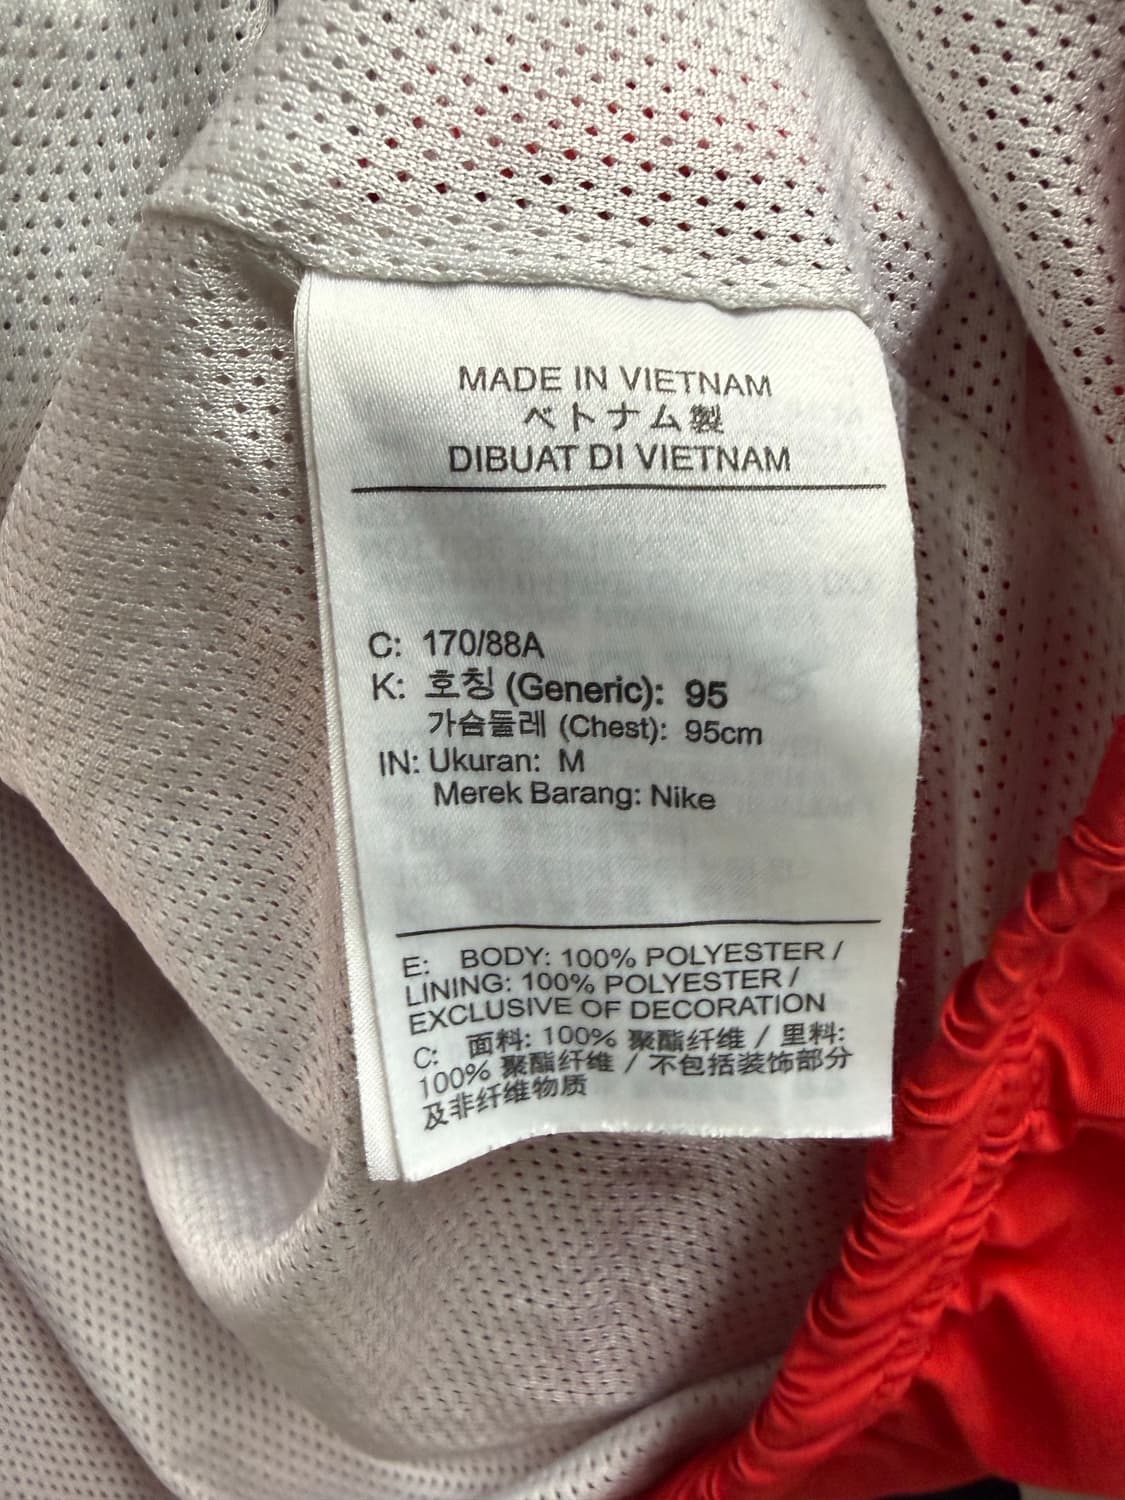 MADE IN VIETNAM
ベトナム製
DIBUAT DI VIETNAM
C: 170/88A
K: 호칭 (Generic): 95
가슴둘레 (Chest): 95cm
IN: Ukuran: M
Merek Barang: Nike
E: BODY: 100% POLYESTER /
LINING: 100% POLYESTER /
EXCLUSIVE OF DECORATION
C: 面料: 100% 聚酯纤维 / 里料:
100% 聚酯纤维 / 不包括装饰部分
及非纤维物质